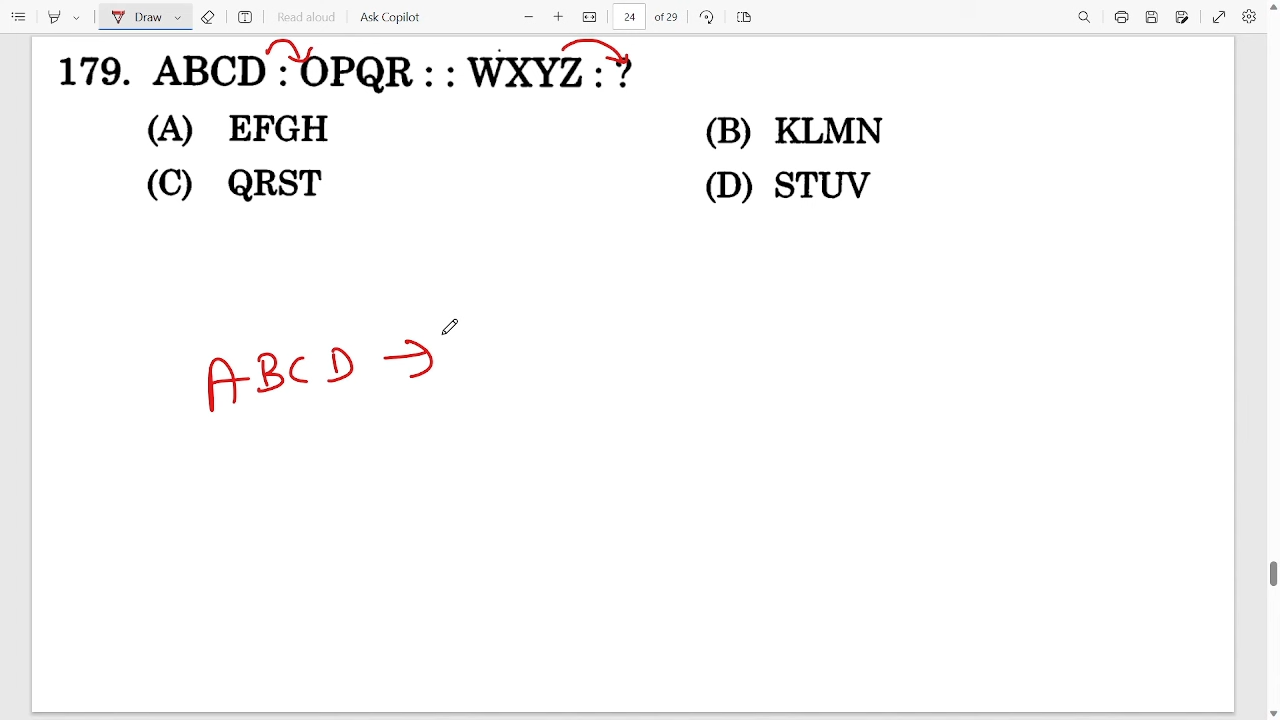 Draw Read aloud Ask Copilot 24 of 29
179. ABCD : OPQR : : WXYZ : ?
(A) EFGH (B) KLMN
(C) QRST (D) STUV
ABCD →